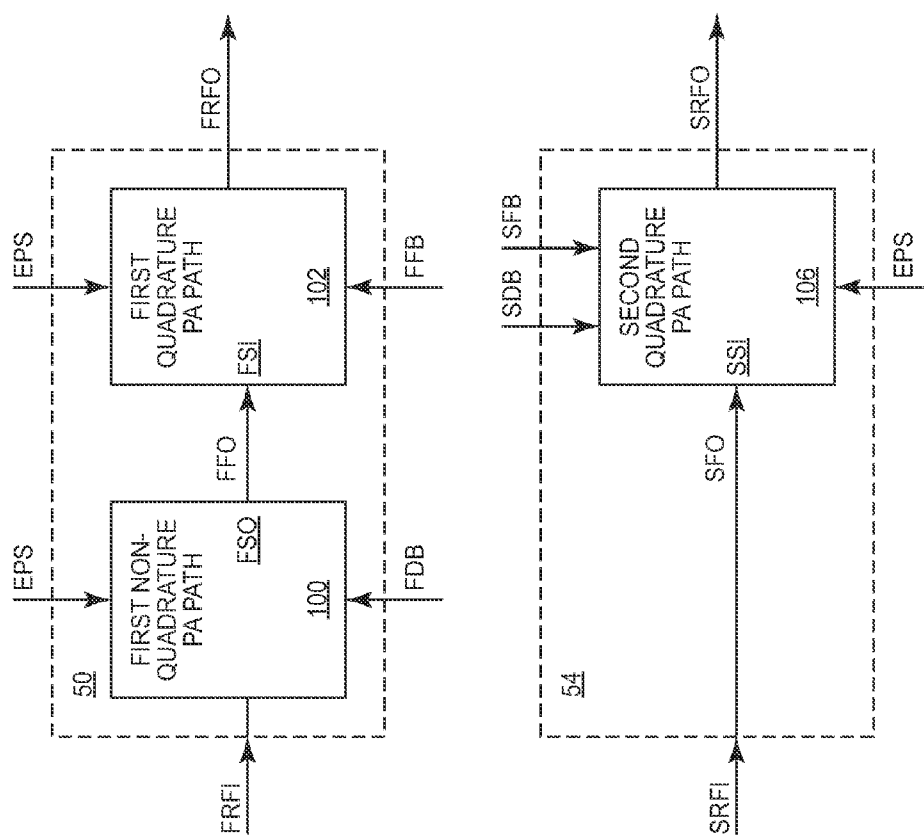 EPS
EPS
50
FIRST NON-
QUADRATURE
PA PATH
FSO
100
FIRST
QUADRATURE
PA PATH
FSI
102
FRFI
FFO
FRFO
FDB
FFB
SDB
SFB
54
SECOND
QUADRATURE
PA PATH
SSI
106
SRFI
SFO
SRFO
EPS